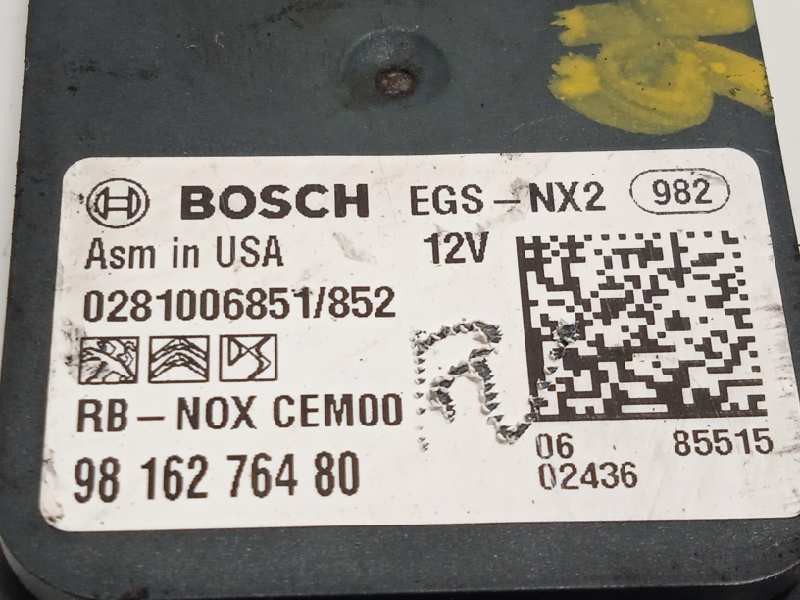 BOSCH EGS-NX2 982
Asm in USA 12V
0281006851/852
RB-NOX CEM00
98 162 764 80
06 85515
02436